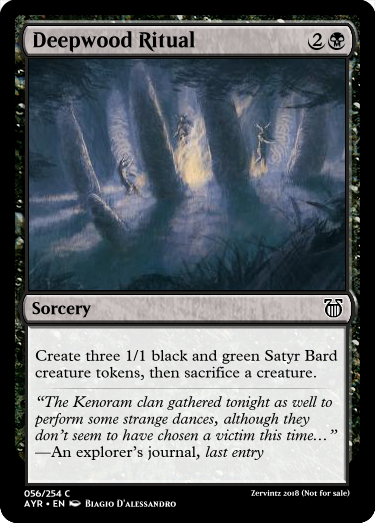 Deepwood Ritual 2
Sorcery
Create three 1/1 black and green Satyr Bard
creature tokens, then sacrifice a creature.
“The Kenoram clan gathered tonight as well to
perform some strange dances, although they
don’t seem to have chosen a victim this time…”
—An explorer’s journal, last entry
056/254 C
AYR • EN Biagio D'Alessandro
Zervintz 2018 (Not for sale)